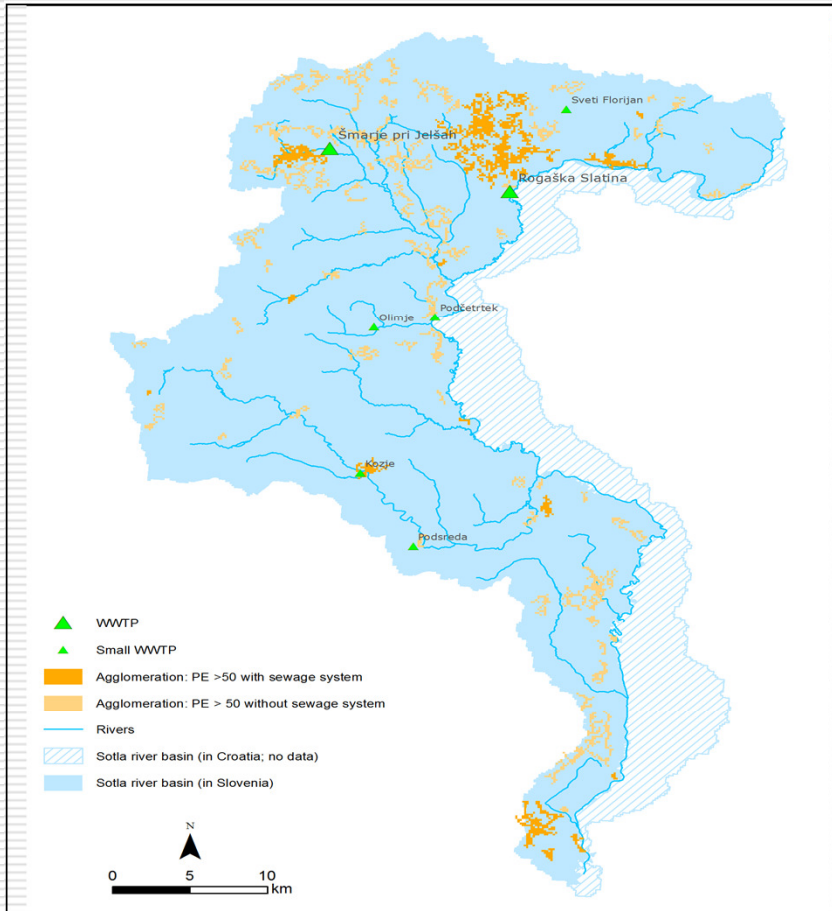 Sveti Florijan
Šmarje pri Jelšah
Rogaška Slatina
Podčetrtek
Olimje
Kozje
Podsreda
WWTP
Small WWTP
Agglomeration: PE >50 with sewage system
Agglomeration: PE > 50 without sewage system
Rivers
Sotla river basin (in Croatia; no data)
Sotla river basin (in Slovenia)
N
0 5 10
km